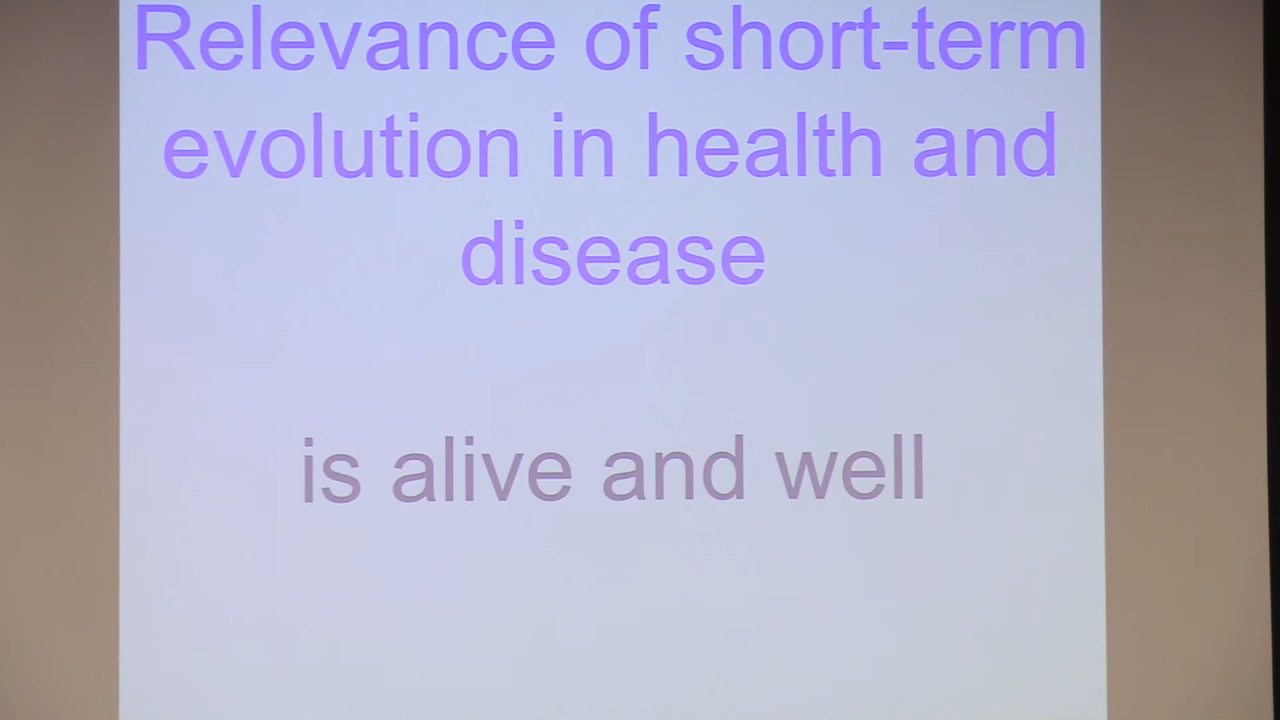 Relevance of short-term
evolution in health and
disease
is alive and well